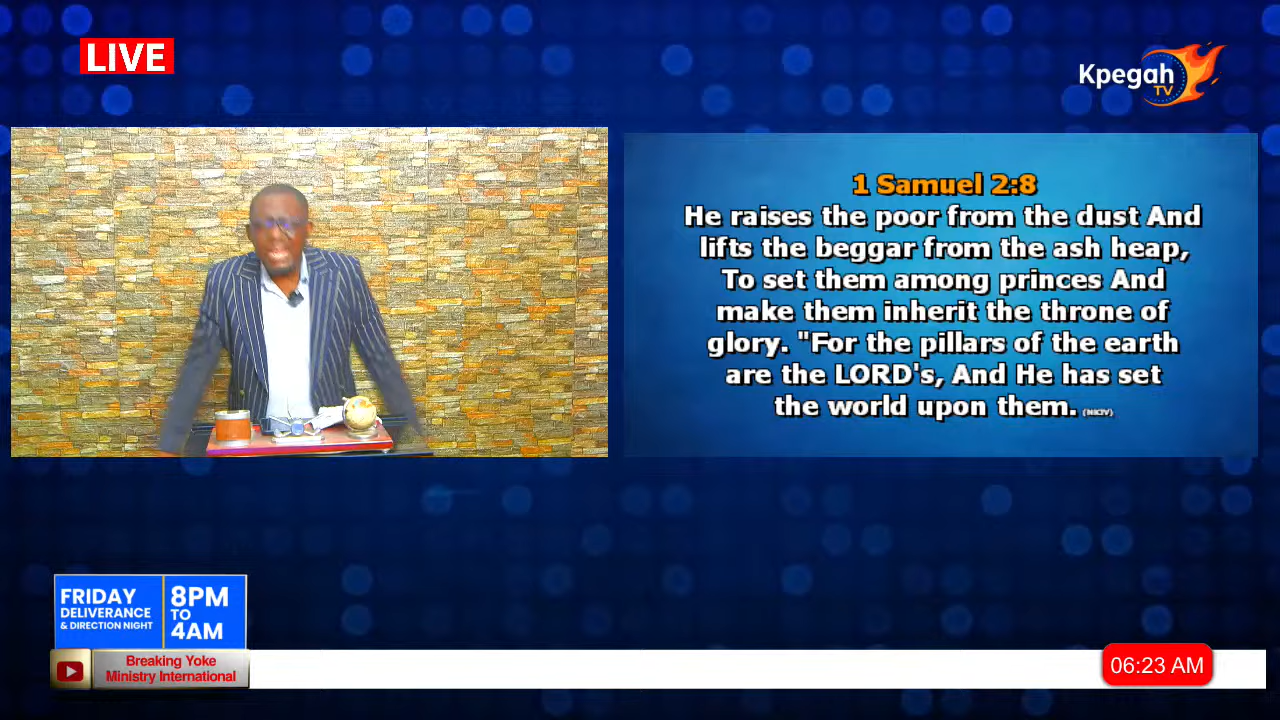 LIVE
Kpegah
TV
1 Samuel 2:8
He raises the poor from the dust And
lifts the beggar from the ash heap,
To set them among princes And
make them inherit the throne of
glory. "For the pillars of the earth
are the LORD's, And He has set
the world upon them.
FRIDAY
DELIVERANCE
& DIRECTION NIGHT
8PM
TO
4AM
Breaking Yoke
Ministry International
06:23 AM